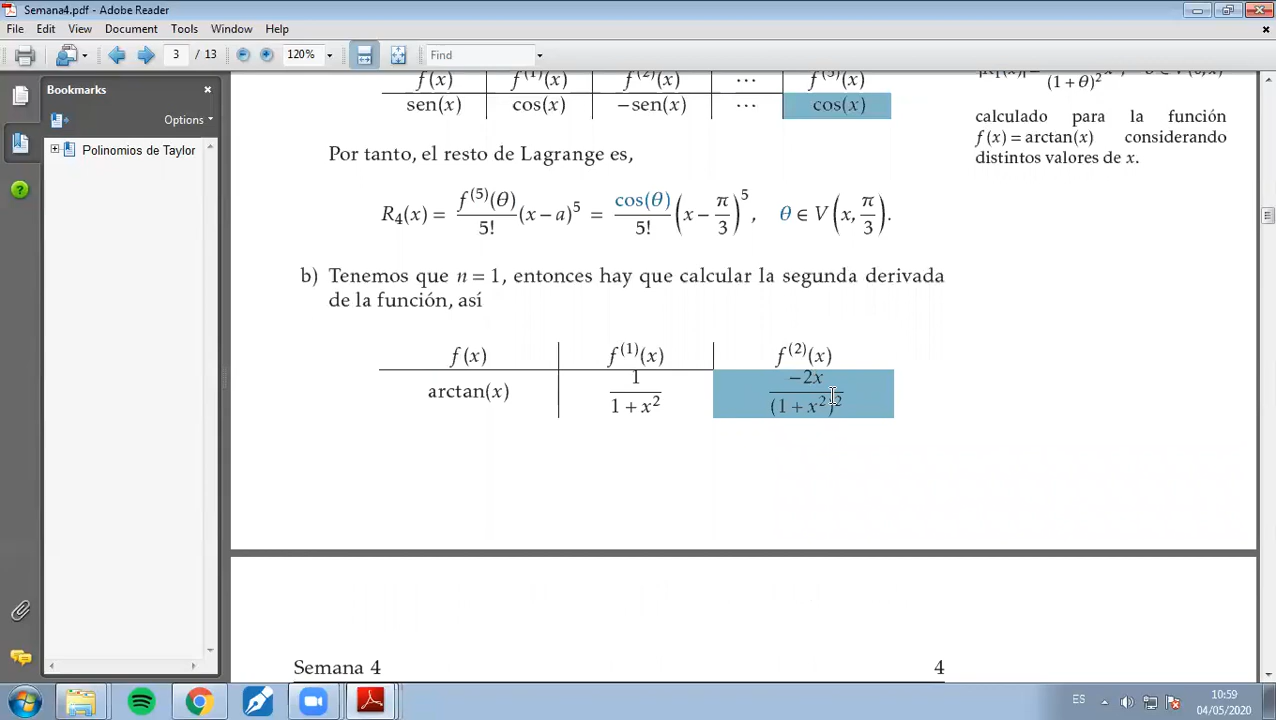 Semana4.pdf - Adobe Reader
File Edit View Document Tools Window Help
3 / 13 120% Find
Bookmarks
Options
Polinomios de Taylor
f(x) f^(1)(x) f^(2)(x) ⋯ f^(5)(x)
sen(x) cos(x) −sen(x) ⋯ cos(x)
Por tanto, el resto de Lagrange es,
R₄(x) = f^(5)(θ)/5! (x − a)⁵ = cos(θ)/5! (x − π/3)⁵, θ ∈ V(x, π/3).
b) Tenemos que n = 1, entonces hay que calcular la segunda derivada
de la función, así
f(x) f^(1)(x) f^(2)(x)
arctan(x) 1/(1 + x²) −2x/(1 + x²)²
(1 + θ)²
calculado para la función
f(x) = arctan(x) considerando
distintos valores de x.
Semana 4 4
ES 10:59
04/05/2020